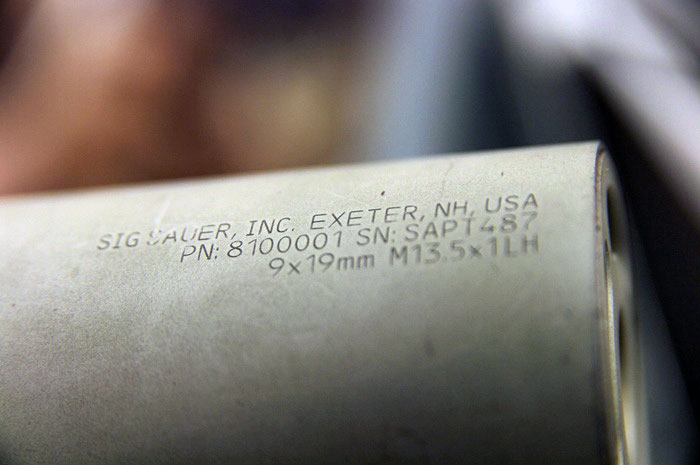 SIG SAUER, INC. EXETER, NH, USA
PN: 8100001 SN: SAPT487
9x19mm M13.5x1LH